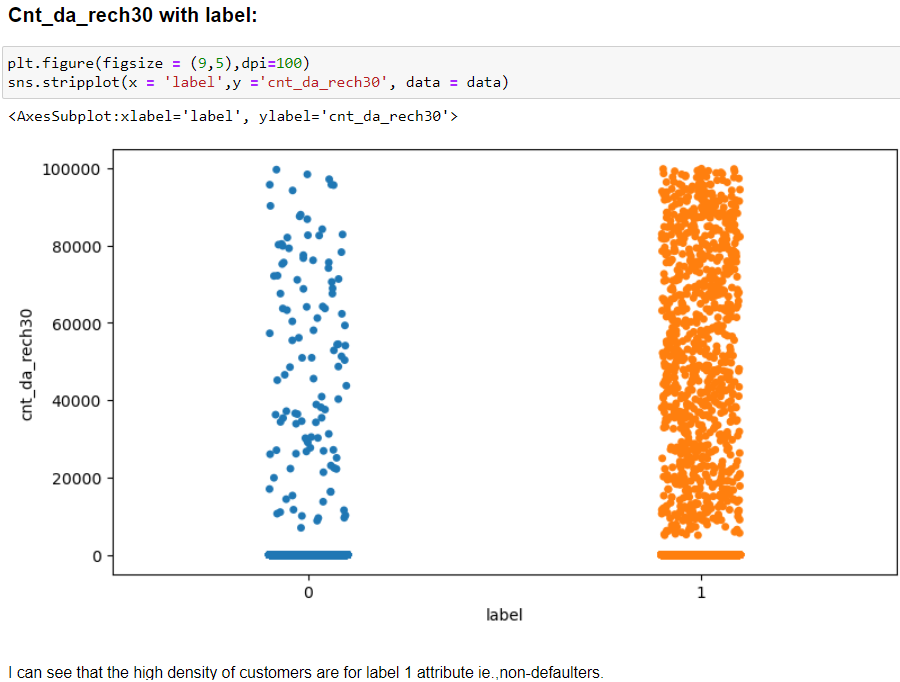 Cnt_da_rech30 with label:
plt.figure(figsize = (9,5),dpi=100)
sns.stripplot(x = 'label',y ='cnt_da_rech30', data = data)
<AxesSubplot:xlabel='label', ylabel='cnt_da_rech30'>
100000
80000
60000
40000
20000
0
cnt_da_rech30
0 1
label
I can see that the high density of customers are for label 1 attribute ie.,non-defaulters.